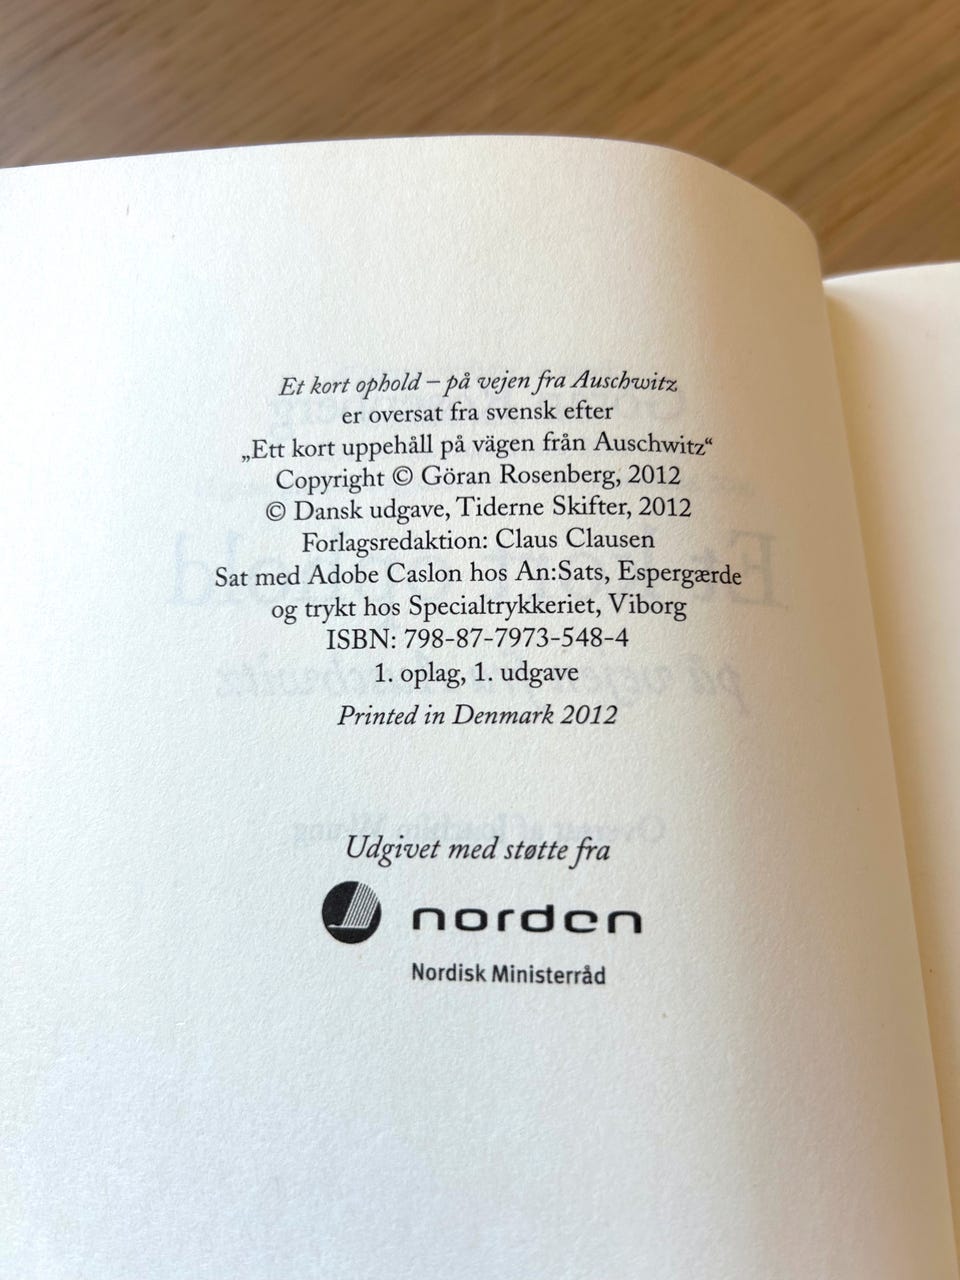 Et kort ophold – på vejen fra Auschwitz
er oversat fra svensk efter
„Ett kort uppehåll på vägen från Auschwitz“
Copyright © Göran Rosenberg, 2012
© Dansk udgave, Tiderne Skifter, 2012
Forlagsredaktion: Claus Clausen
Sat med Adobe Caslon hos An:Sats, Espergærde
og trykt hos Specialtrykkeriet, Viborg
ISBN: 798-87-7973-548-4
1. oplag, 1. udgave
Printed in Denmark 2012
Udgivet med støtte fra
norden
Nordisk Ministerråd